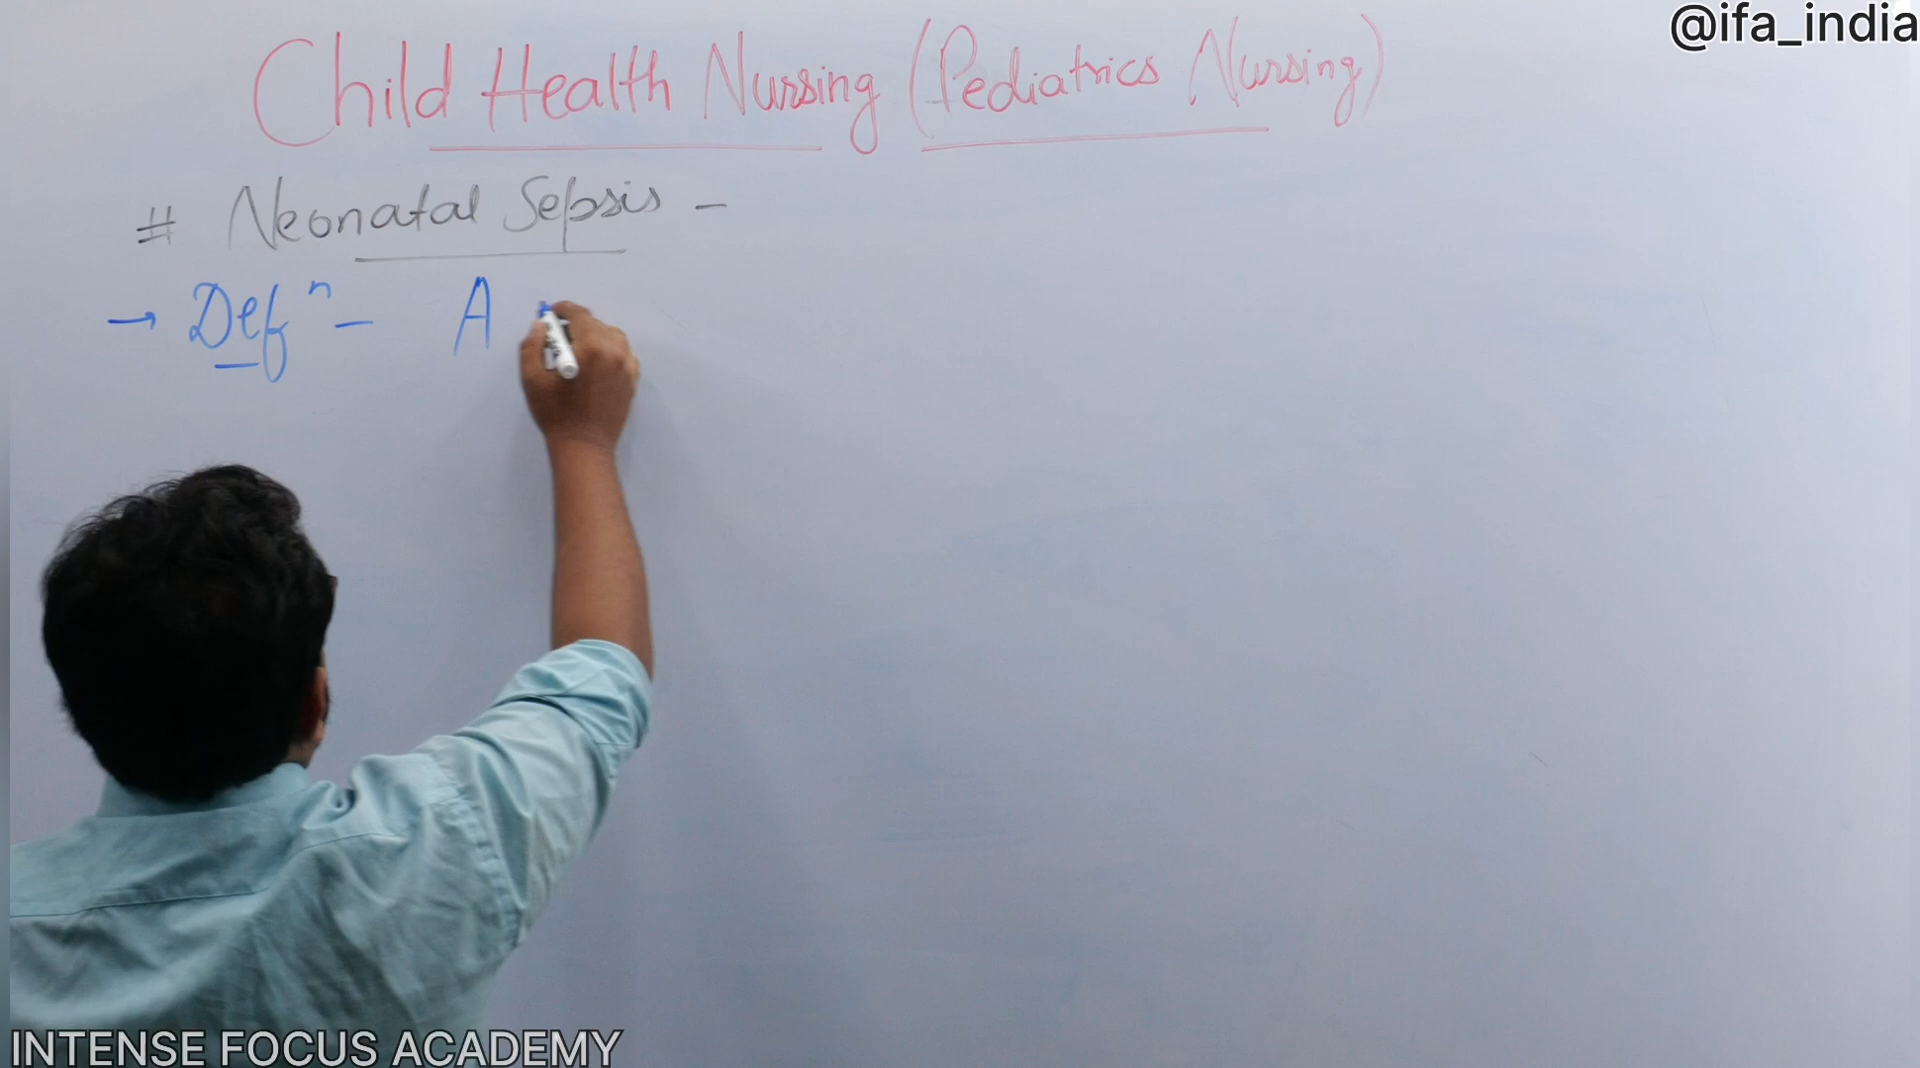 @ifa_india
Child Health Nursing (Pediatrics Nursing)
# Neonatal Sepsis -
→ Defⁿ - A
INTENSE FOCUS ACADEMY